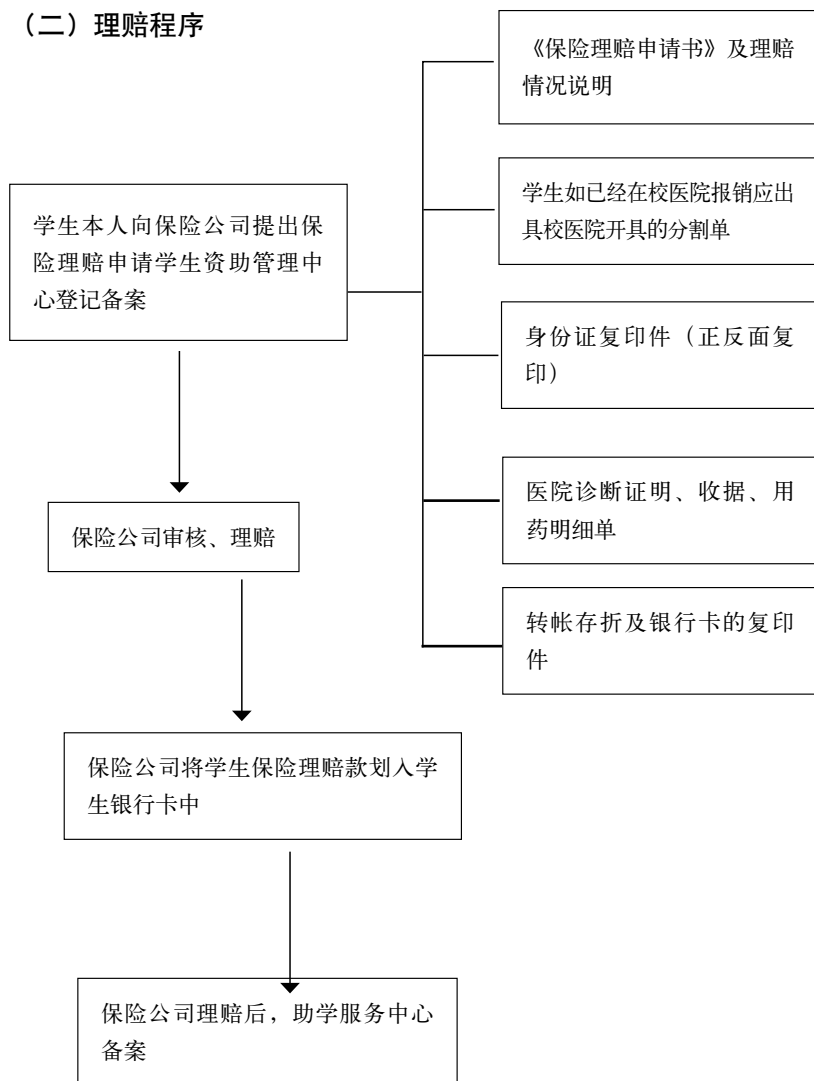 （二）理赔程序
《保险理赔申请书》及理赔
情况说明
学生如已经在校医院报销应出
具校医院开具的分割单
学生本人向保险公司提出保
险理赔申请学生资助管理中
心登记备案
身份证复印件（正反面复
印）
医院诊断证明、收据、用
药明细单
保险公司审核、理赔
转帐存折及银行卡的复印
件
保险公司将学生保险理赔款划入学
生银行卡中
保险公司理赔后，助学服务中心
备案